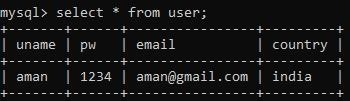 mysql> select * from user;
+-------+------+----------------+---------+
| uname | pw   | email          | country |
+-------+------+----------------+---------+
| aman  | 1234 | aman@gmail.com | india   |
+-------+------+----------------+---------+